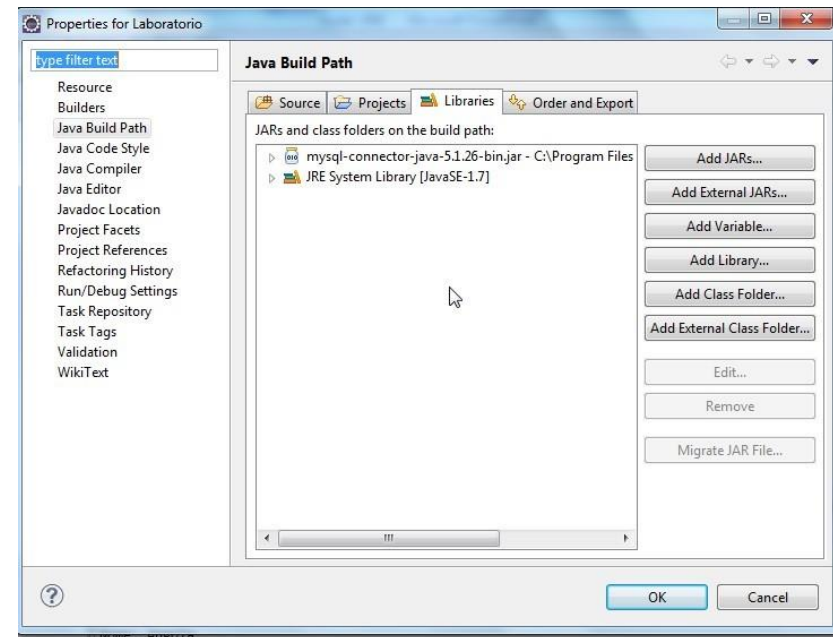 Properties for Laboratorio
type filter text
Resource
Builders
Java Build Path
Java Code Style
Java Compiler
Java Editor
Javadoc Location
Project Facets
Project References
Refactoring History
Run/Debug Settings
Task Repository
Task Tags
Validation
WikiText
Java Build Path
Source Projects Libraries Order and Export
JARs and class folders on the build path:
mysql-connector-java-5.1.26-bin.jar - C:\Program Files
JRE System Library [JavaSE-1.7]
Add JARs...
Add External JARs...
Add Variable...
Add Library...
Add Class Folder...
Add External Class Folder...
Edit...
Remove
Migrate JAR File...
?
OK Cancel